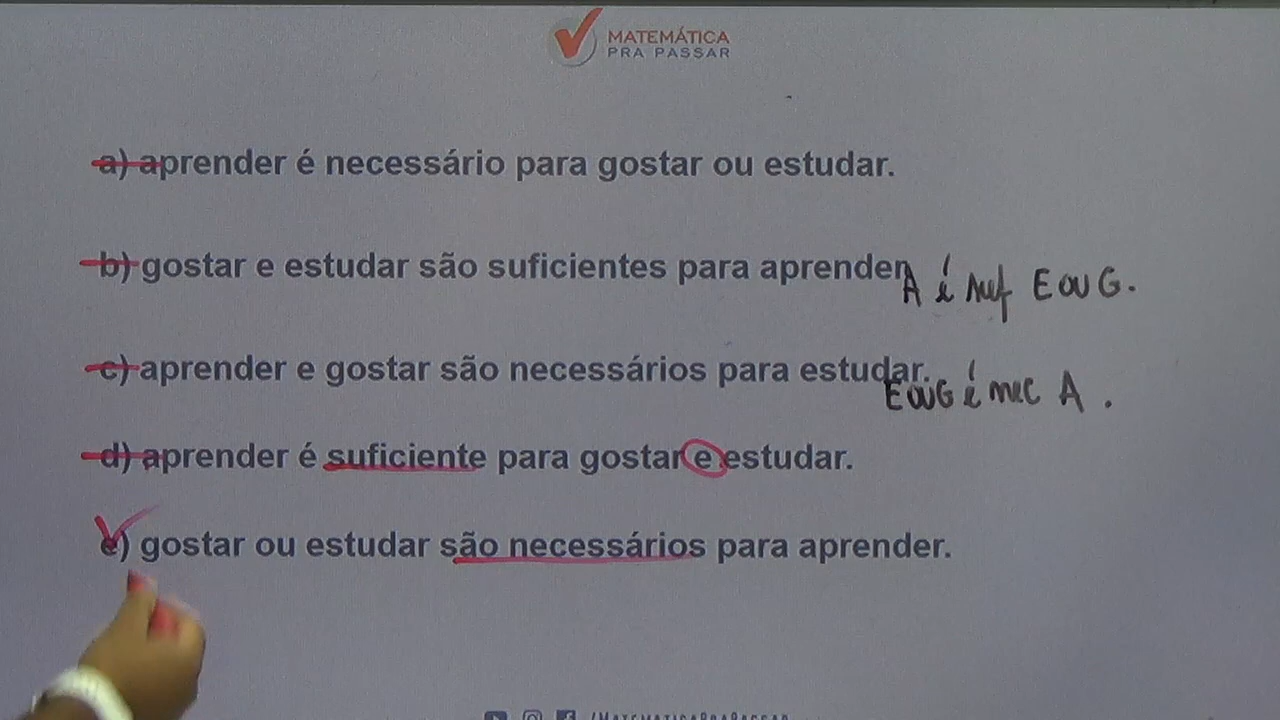 MATEMÁTICA
PRA PASSAR
a) aprender é necessário para gostar ou estudar.
b) gostar e estudar são suficientes para aprender
A é suf E ou G.
c) aprender e gostar são necessários para estudar.
E ou G é nec A .
d) aprender é suficiente para gostar e estudar.
e) gostar ou estudar são necessários para aprender.
/MATEMATICAPRAPASSAR